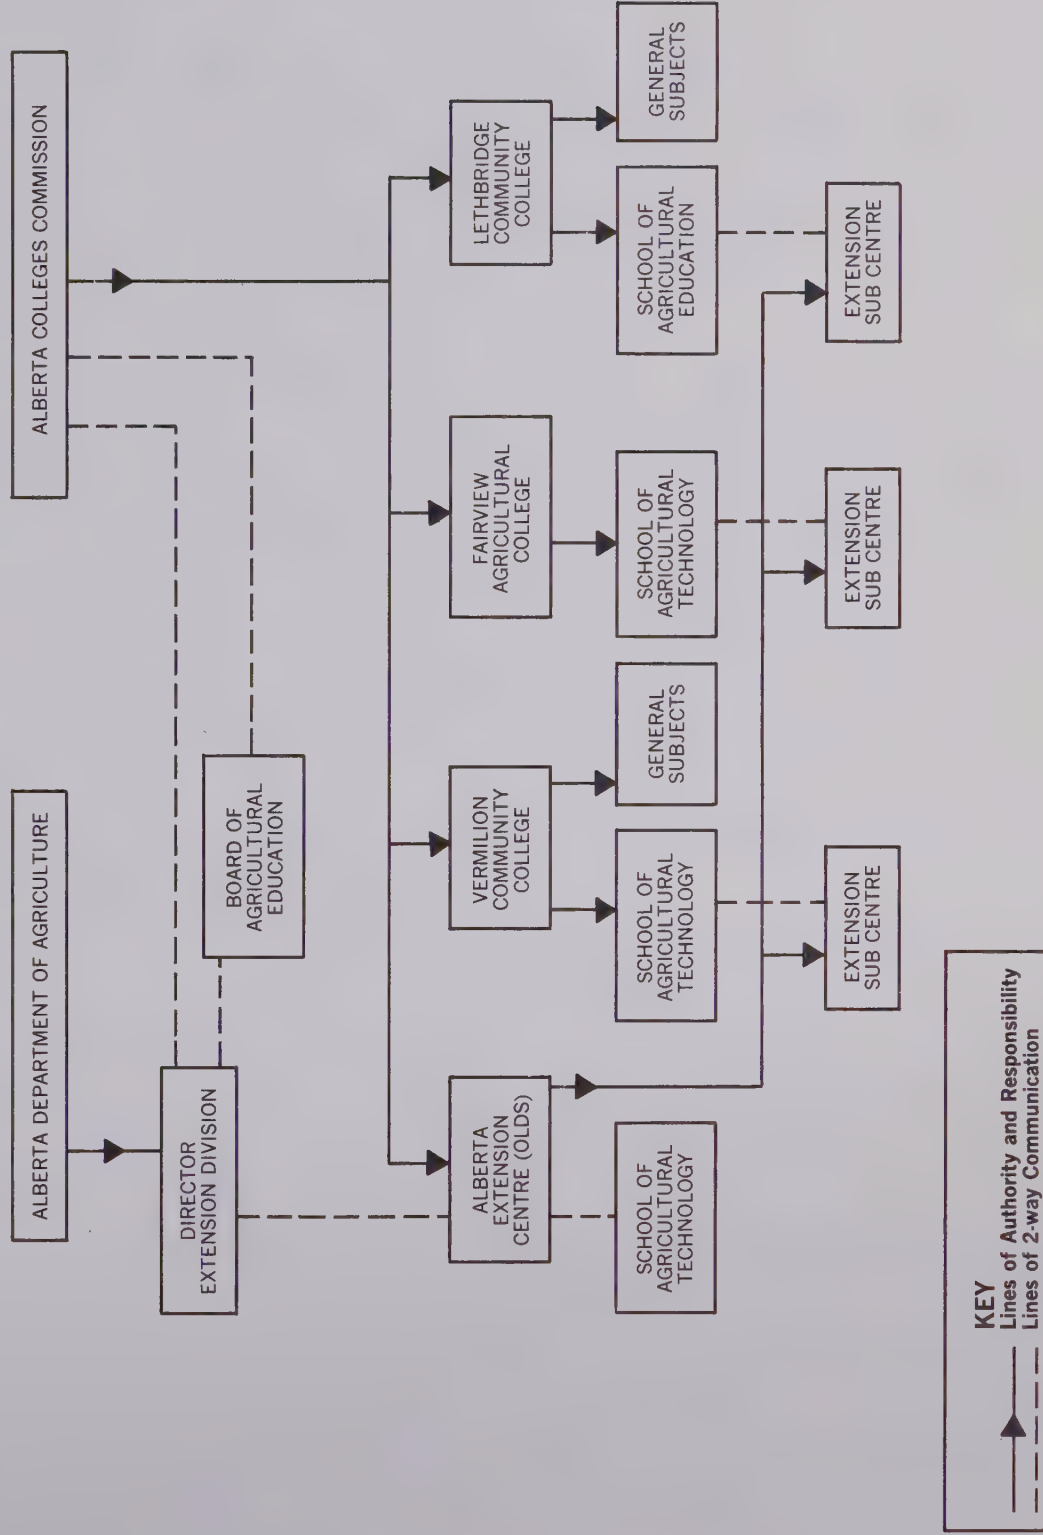 ALBERTA DEPARTMENT OF AGRICULTURE
ALBERTA COLLEGES COMMISSION
DIRECTOR
EXTENSION DIVISION
BOARD OF
AGRICULTURAL
EDUCATION
ALBERTA
EXTENSION
CENTRE (OLDS)
VERMILION
COMMUNITY
COLLEGE
FAIRVIEW
AGRICULTURAL
COLLEGE
LETHBRIDGE
COMMUNITY
COLLEGE
SCHOOL OF
AGRICULTURAL
TECHNOLOGY
SCHOOL OF
AGRICULTURAL
TECHNOLOGY
GENERAL
SUBJECTS
SCHOOL OF
AGRICULTURAL
TECHNOLOGY
SCHOOL OF
AGRICULTURAL
EDUCATION
GENERAL
SUBJECTS
EXTENSION
SUB CENTRE
EXTENSION
SUB CENTRE
EXTENSION
SUB CENTRE
KEY
Lines of Authority and Responsibility
Lines of 2-way Communication